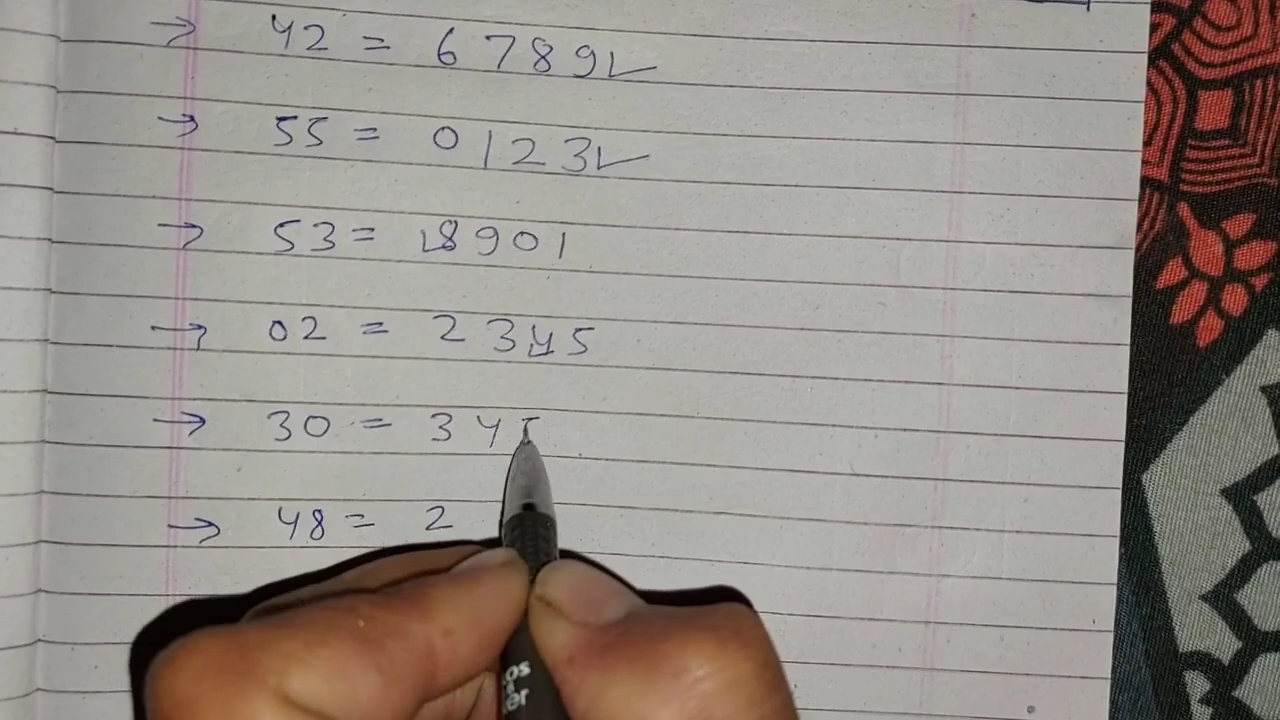 → 42 = 6789✓
→ 55 = 0123✓
→ 53 = 8901
→ 02 = 2345
→ 30 = 34
→ 48 = 2